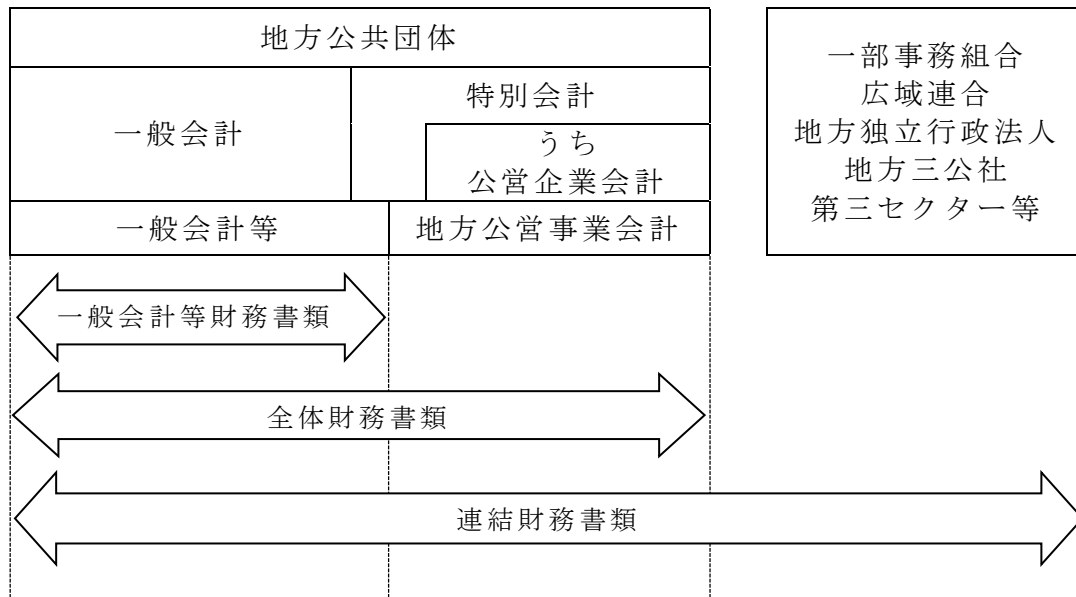 地方公共団体
一般会計
特別会計
うち
公営企業会計
一般会計等
地方公営事業会計
一部事務組合
広域連合
地方独立行政法人
地方三公社
第三セクター等
一般会計等財務書類
全体財務書類
連結財務書類